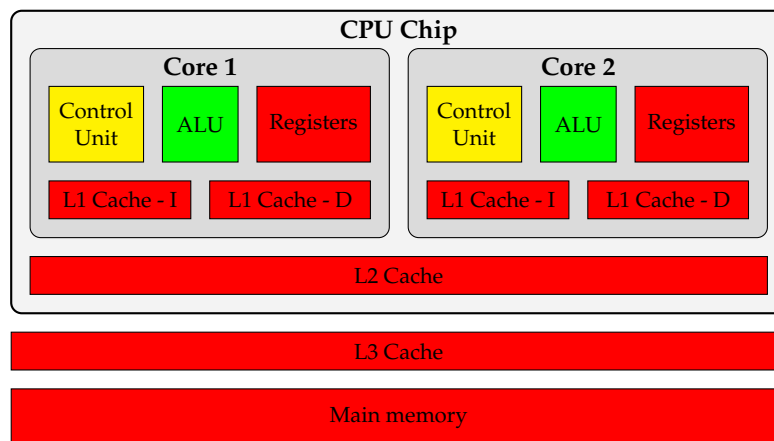 CPU Chip
Core 1
Core 2
Control
Unit
ALU
Registers
Control
Unit
ALU
Registers
L1 Cache - I
L1 Cache - D
L1 Cache - I
L1 Cache - D
L2 Cache
L3 Cache
Main memory